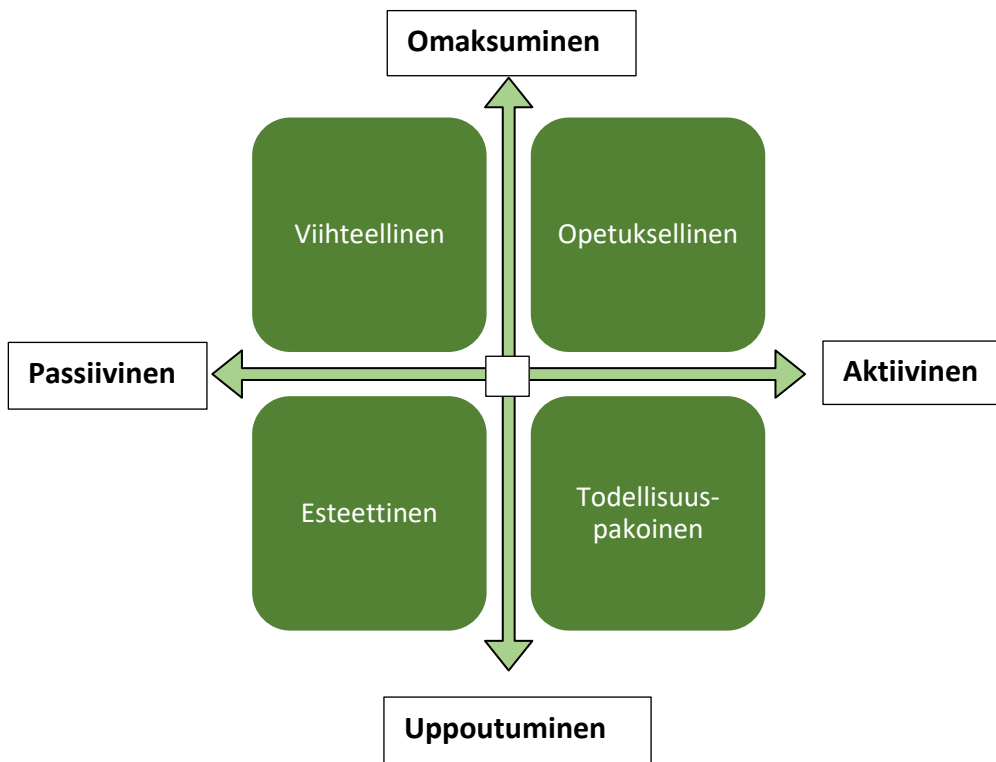 Omaksuminen
Viihteellinen
Opetuksellinen
Passiivinen
Aktiivinen
Esteettinen
Todellisuus-
pakoinen
Uppoutuminen